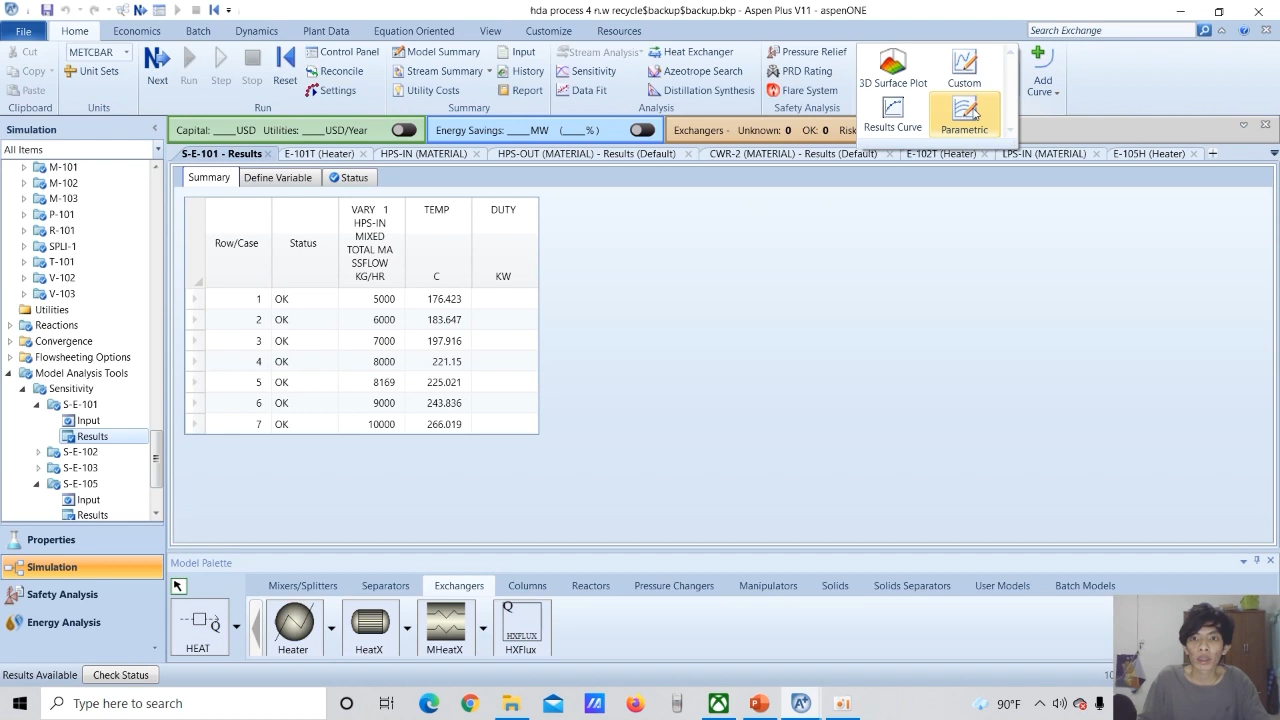 hda process 4 r.w recycle$backup$backup.bkp - Aspen Plus V11 - aspenONE
File
Home
Economics
Batch
Dynamics
Plant Data
Equation Oriented
View
Customize
Resources
Search Exchange
Cut
Copy
Paste
Clipboard
METCBAR
Unit Sets
Units
Next
Run
Step
Stop
Reset
Control Panel
Reconcile
Settings
Run
Model Summary
Stream Summary
Utility Costs
Input
History
Report
Summary
Stream Analysis
Sensitivity
Data Fit
Heat Exchanger
Azeotrope Search
Distillation Synthesis
Analysis
Pressure Relief
PRD Rating
Flare System
Safety Analysis
3D Surface Plot
Custom
Results Curve
Parametric
Add
Curve
Simulation
All Items
Capital: ____USD Utilities: ____USD/Year
Energy Savings: ____MW (____%)
Exchangers - Unknown: 0 OK: 0 Risk
S-E-101 - Results
E-101T (Heater)
HPS-IN (MATERIAL)
HPS-OUT (MATERIAL) - Results (Default)
CWR-2 (MATERIAL) - Results (Default)
E-102T (Heater)
LPS-IN (MATERIAL)
E-105H (Heater)
Summary
Define Variable
Status
M-101
M-102
M-103
P-101
R-101
SPLI-1
T-101
V-102
V-103
Utilities
Reactions
Convergence
Flowsheeting Options
Model Analysis Tools
Sensitivity
S-E-101
Input
Results
S-E-102
S-E-103
S-E-105
Input
Results
Row/Case
Status
VARY 1
HPS-IN
MIXED
TOTAL MA
SSFLOW
KG/HR
TEMP
C
DUTY
KW
1 OK 5000 176.423
2 OK 6000 183.647
3 OK 7000 197.916
4 OK 8000 221.15
5 OK 8169 225.021
6 OK 9000 243.836
7 OK 10000 266.019
Properties
Simulation
Safety Analysis
Energy Analysis
Model Palette
Mixers/Splitters
Separators
Exchangers
Columns
Reactors
Pressure Changers
Manipulators
Solids
Solids Separators
User Models
Batch Models
Q
HEAT
Heater
HeatX
MHeatX
Q
HXFLUX
HXFlux
Results Available
Check Status
10
Type here to search
90°F